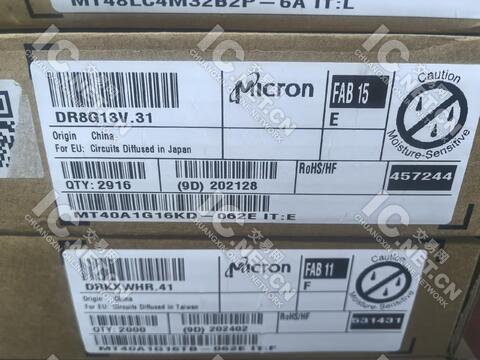 MT48LC4M32B2P-6A IT:L
DR8G13V.31
Micron
FAB 15
E
Caution
Moisture-Sensitive
Origin China
For EU: Circuits Diffused in Japan
QTY: 2916
(9D) 202128
RoHS/HF
457244
MT40A1G16KD-062E IT:E
DRKXWHR.41
Micron
FAB 11
F
Caution
Moisture-Sensitive
Origin China
For EU: Circuits Diffused in Taiwan
QTY: 2000
(9D) 202402
RoHS/HF
531431
MT40A1G16TB-062E IT:F
IC交易网
IC.NET.CN